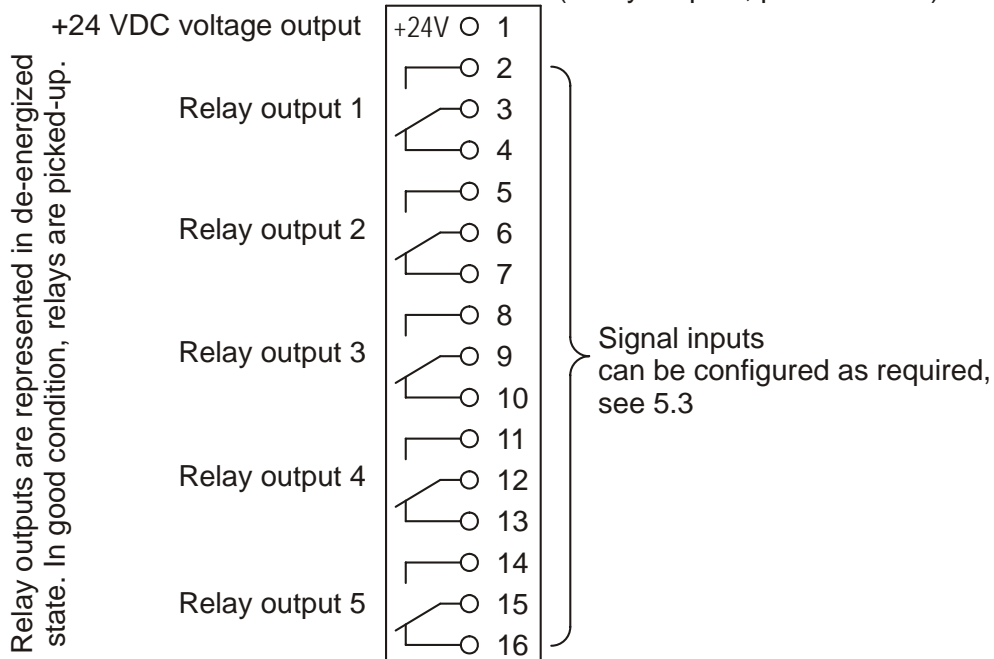 +24 VDC voltage output
+24V 1
2
Relay output 1 3
4
5
Relay output 2 6
7
8
Relay output 3 9
10
11
Relay output 4 12
13
14
Relay output 5 15
16
Signal inputs
can be configured as required,
see 5.3
Relay outputs are represented in de-energized
state. In good condition, relays are picked-up.